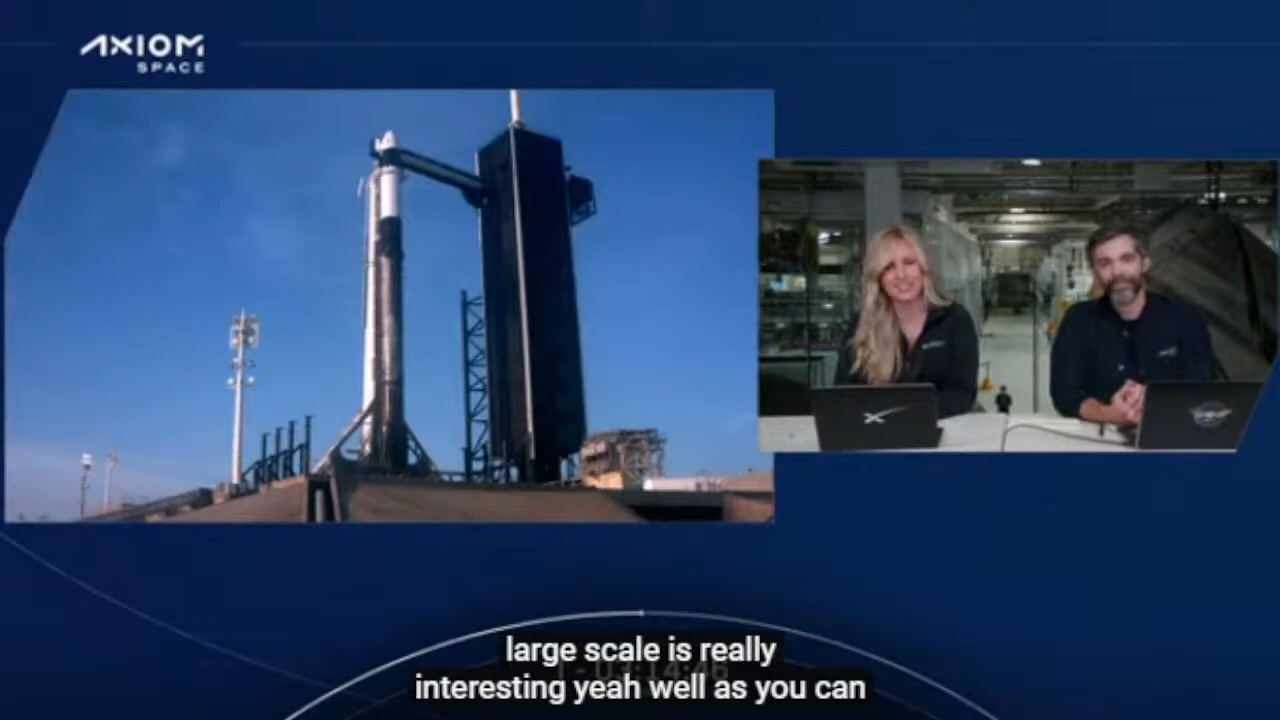 AXIOM
SPACE
large scale is really
interesting yeah well as you can